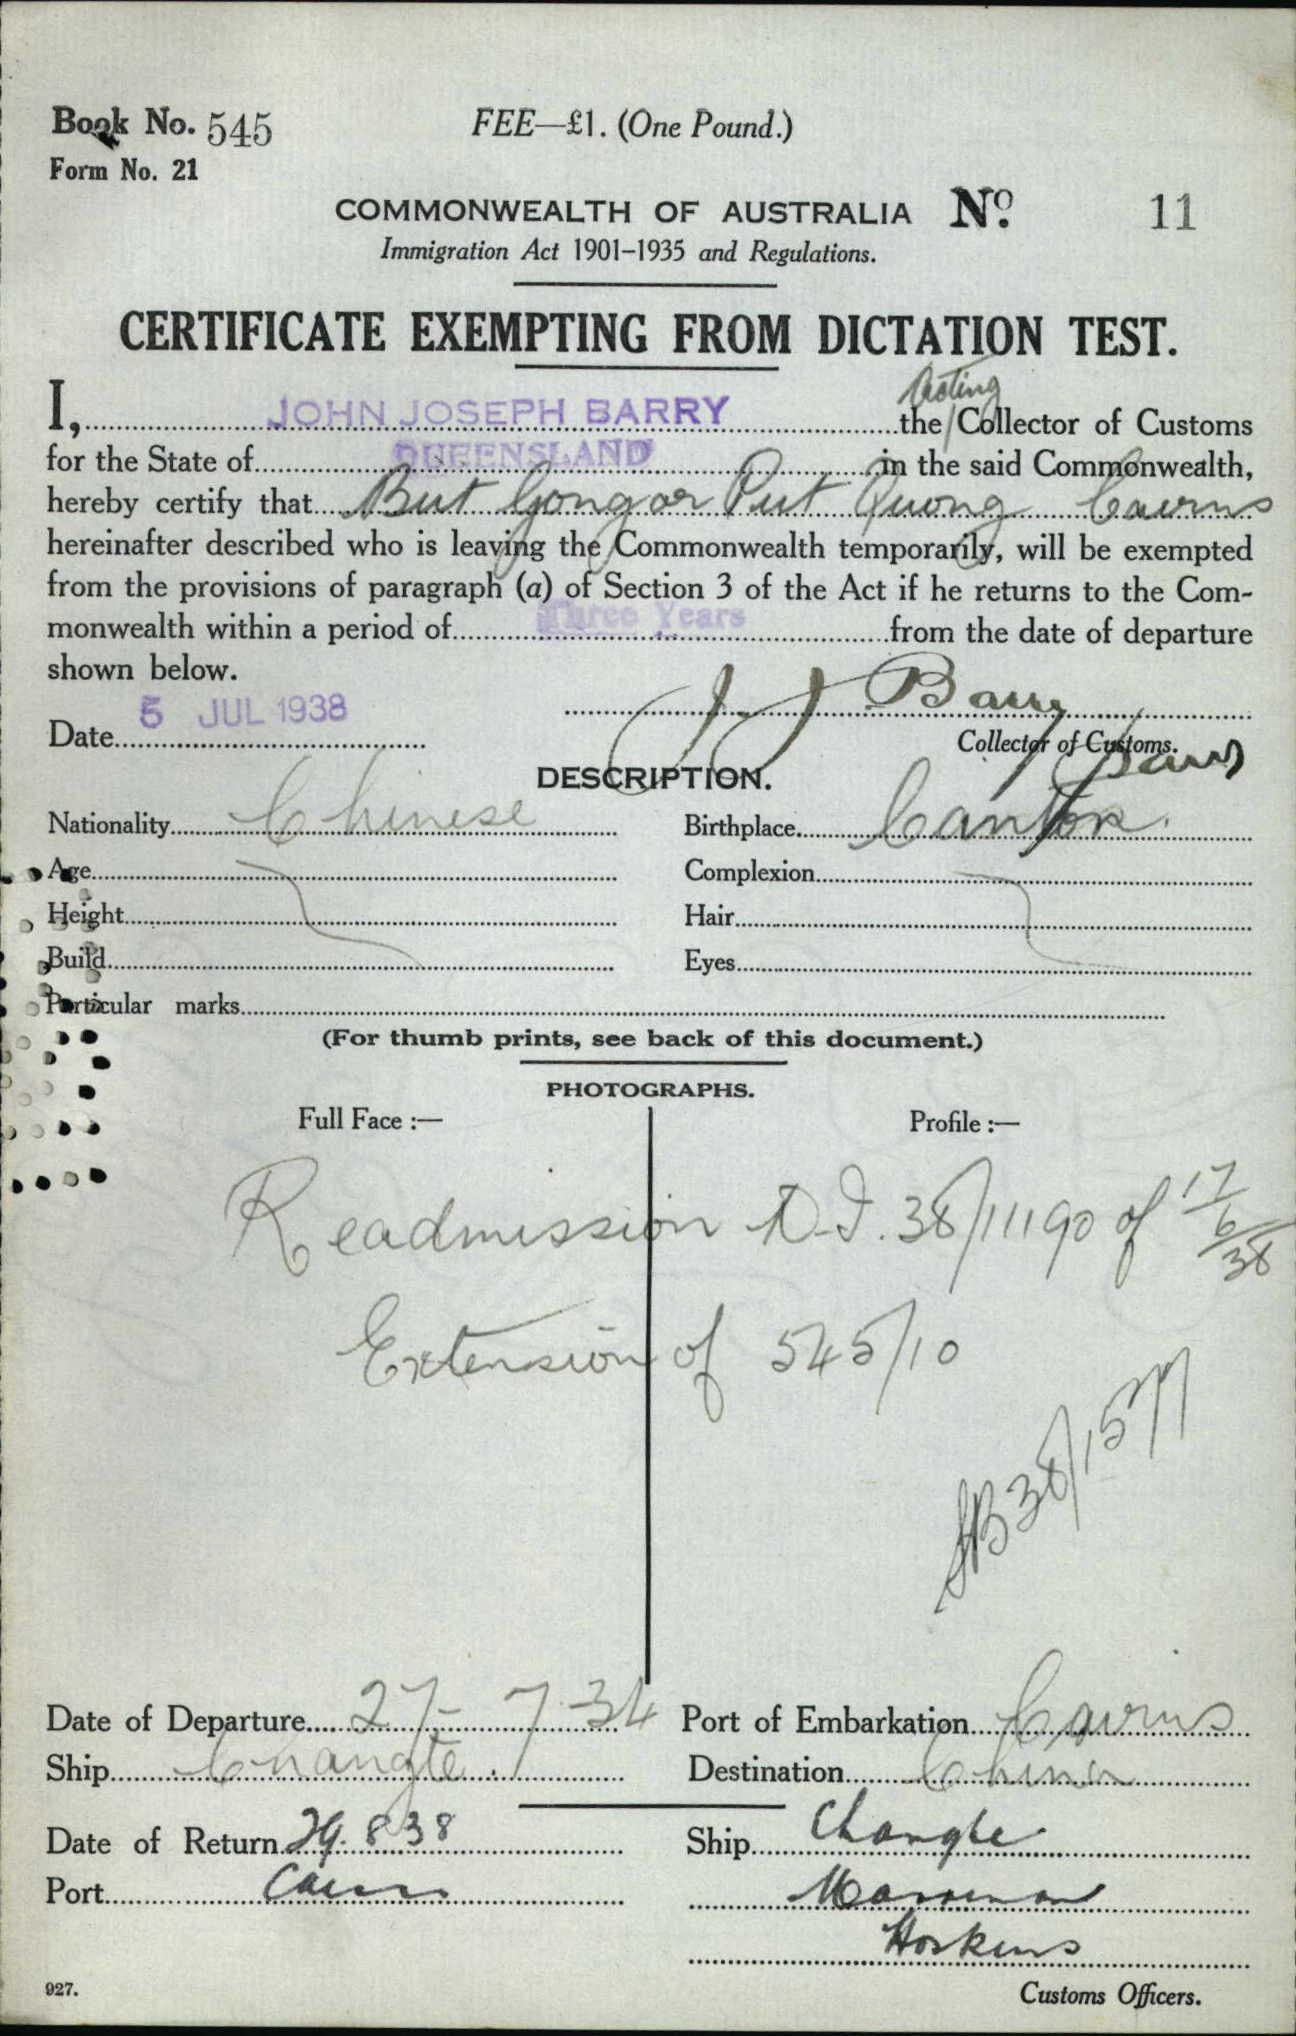 Book No. 545
FEE—£1. (One Pound.)
Form No. 21
COMMONWEALTH OF AUSTRALIA No. 11
Immigration Act 1901-1935 and Regulations.
CERTIFICATE EXEMPTING FROM DICTATION TEST.
Acting
I, JOHN JOSEPH BARRY the Collector of Customs
for the State of QUEENSLAND in the said Commonwealth,
hereby certify that But Gong or Put Quong Cairns
hereinafter described who is leaving the Commonwealth temporarily, will be exempted
from the provisions of paragraph (a) of Section 3 of the Act if he returns to the Com-
monwealth within a period of Three Years from the date of departure
shown below.
Date 5 JUL 1938
J J Barry
Collector of Customs.
DESCRIPTION.
Nationality Chinese Birthplace Canton.
Age Complexion
Height Hair
Build Eyes
Particular marks
(For thumb prints, see back of this document.)
PHOTOGRAPHS.
Full Face :— Profile :—
Readmission D.I. 38/11190 of 17/6/38
Extension of 545/10
38/1577
Date of Departure 27-7-34 Port of Embarkation Cairns
Ship Changte. Destination China
Date of Return 29.8.38 Ship Changte
Port Cairns
Hoskins
927.
Customs Officers.